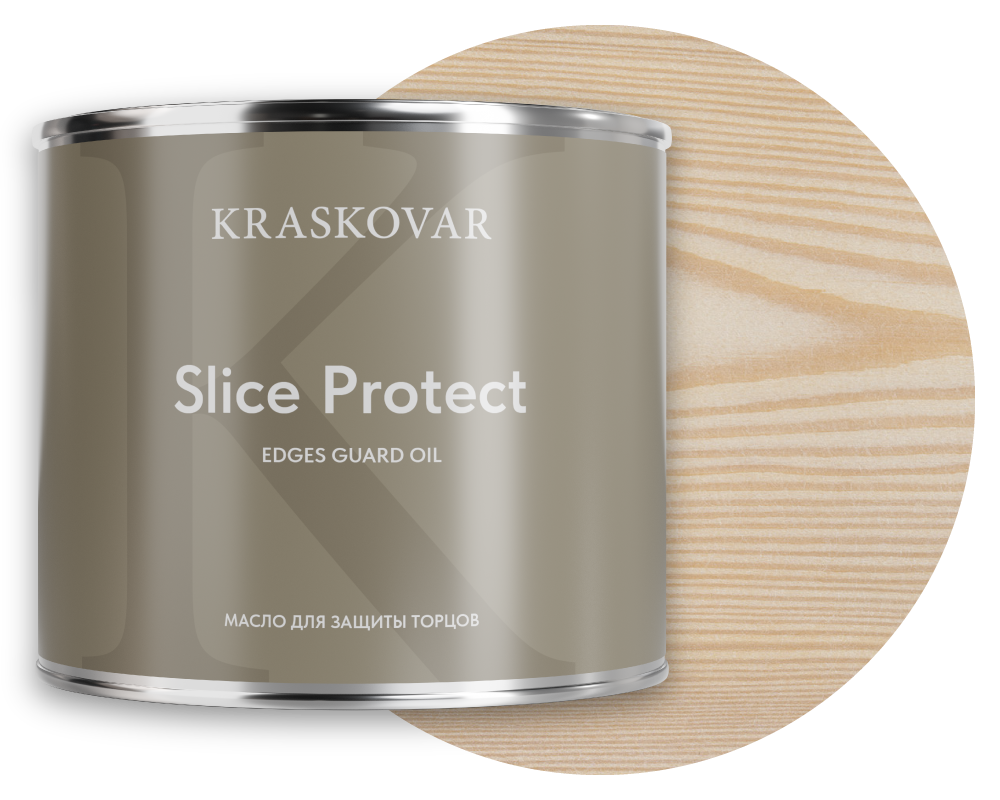 KRASKOVAR
Slice Protect
EDGES GUARD OIL
МАСЛО ДЛЯ ЗАЩИТЫ ТОРЦОВ